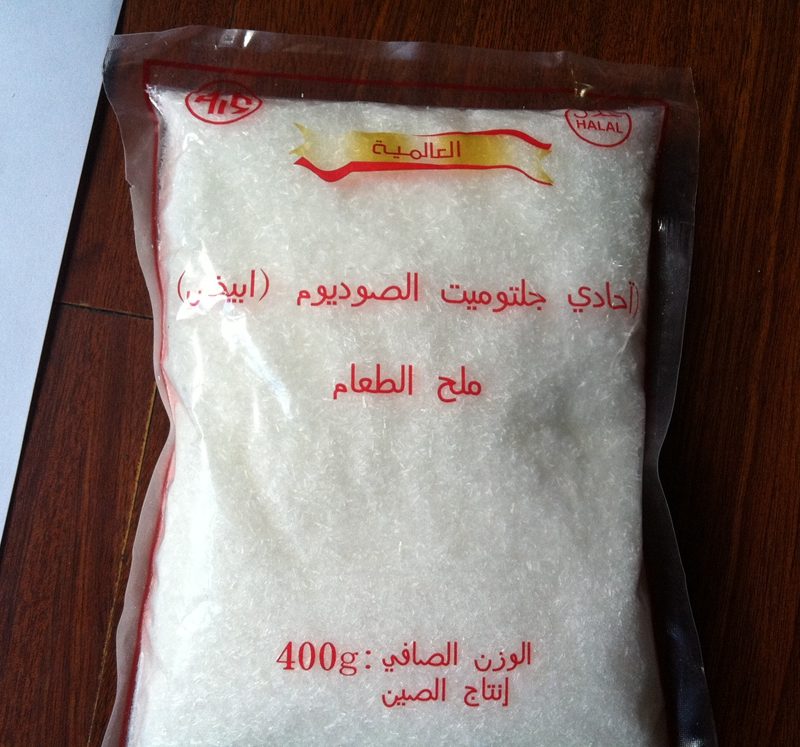 حلال
HALAL
العالمية
أحادي جلتوميت الصوديوم (ابيض)
ملح الطعام
الوزن الصافي: 400g
إنتاج الصين